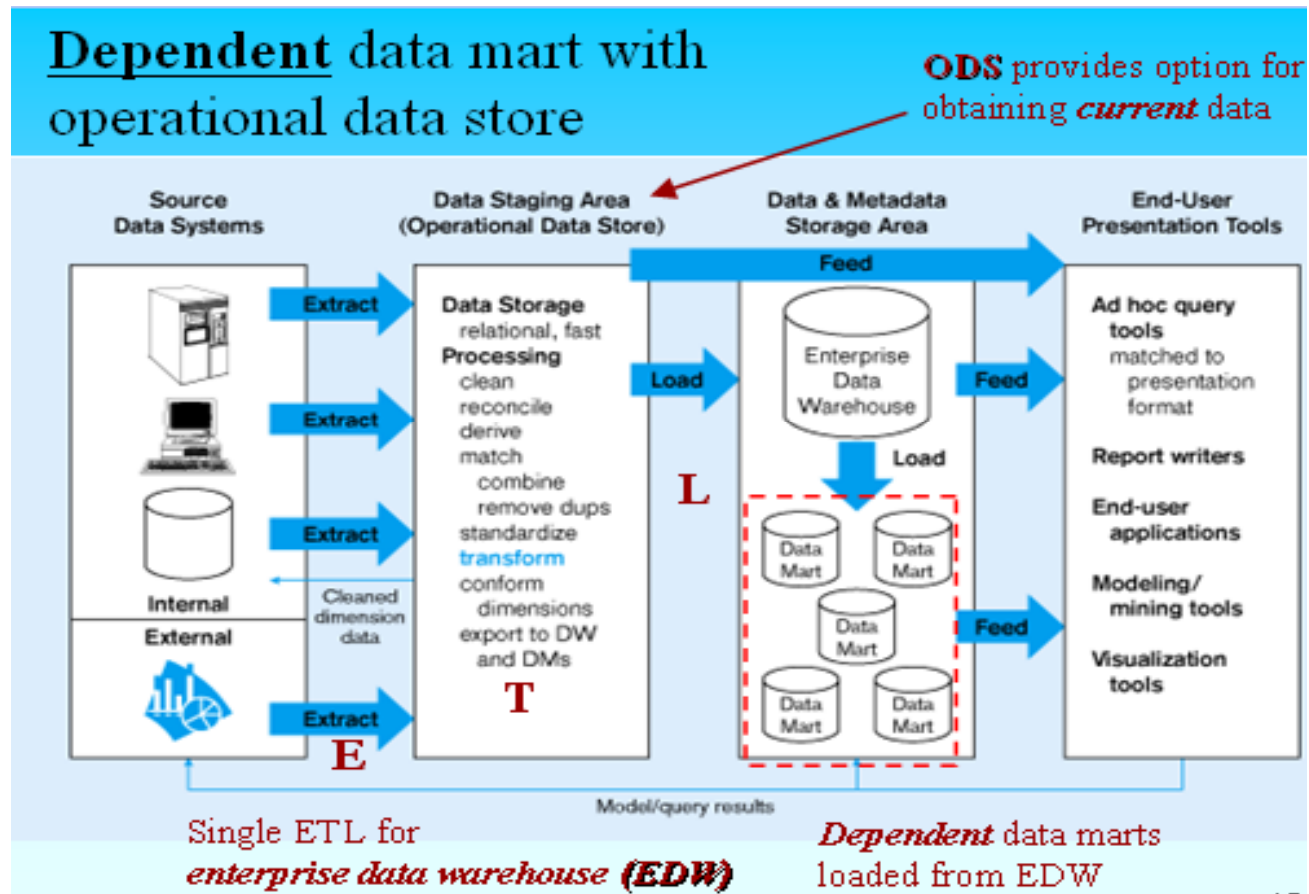 Dependent data mart with
operational data store
ODS provides option for
obtaining current data
Source
Data Systems
Data Staging Area
(Operational Data Store)
Data & Metadata
Storage Area
End-User
Presentation Tools
Extract
Extract
Extract
Internal
External
Extract
E
Cleaned
dimension
data
Data Storage
relational, fast
Processing
clean
reconcile
derive
match
combine
remove dups
standardize
transform
conform
dimensions
export to DW
and DMs
T
Feed
Load
L
Enterprise
Data
Warehouse
Load
Data
Mart
Data
Mart
Data
Mart
Data
Mart
Data
Mart
Feed
Feed
Ad hoc query
tools
matched to
presentation
format
Report writers
End-user
applications
Modeling/
mining tools
Visualization
tools
Model/query results
Single ETL for
enterprise data warehouse (EDW)
Dependent data marts
loaded from EDW